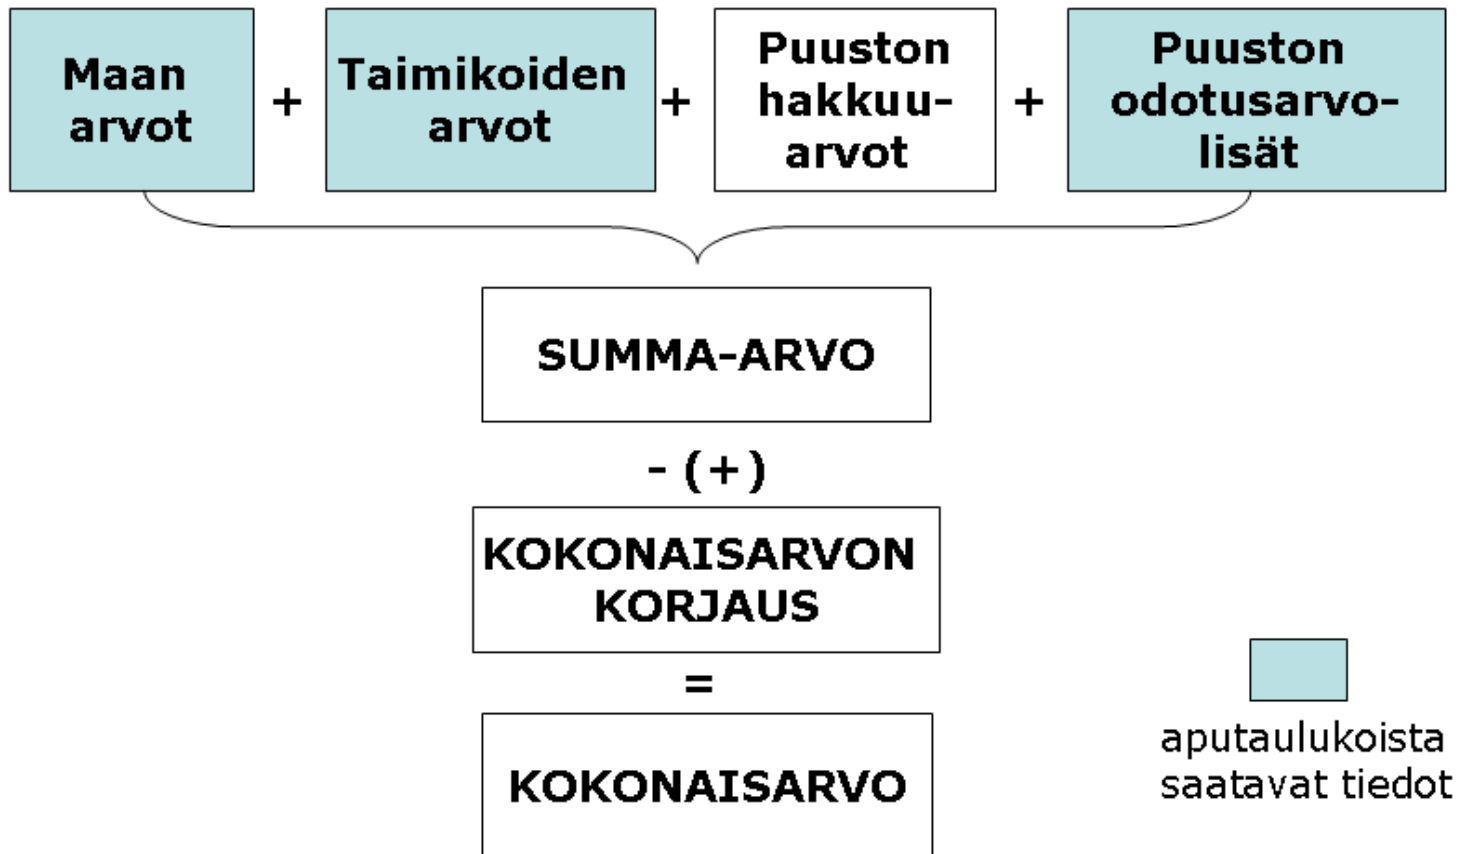 Maan
arvot
+
Taimikoiden
arvot
+
Puuston
hakkuu-
arvot
+
Puuston
odotusarvo-
lisät
SUMMA-ARVO
- (+)
KOKONAISARVON
KORJAUS
=
KOKONAISARVO
aputaulukoista
saatavat tiedot